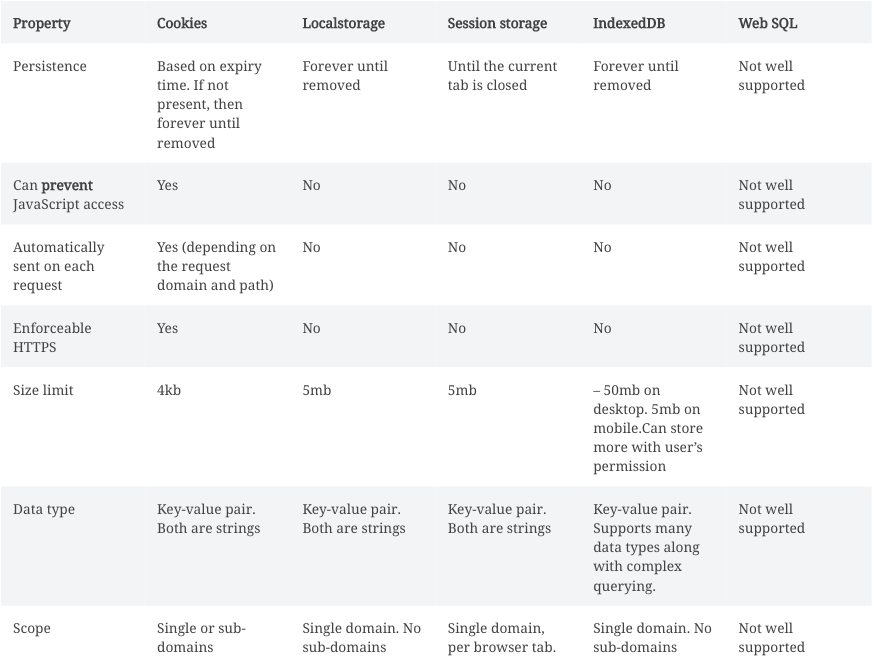 Property Cookies Localstorage Session storage IndexedDB Web SQL
Persistence Based on expiry Forever until Until the current Forever until Not well
time. If not removed tab is closed removed supported
present, then
forever until
removed
Can prevent Yes No No No Not well
JavaScript access supported
Automatically Yes (depending on No No No Not well
sent on each the request supported
request domain and path)
Enforceable Yes No No No Not well
HTTPS supported
Size limit 4kb 5mb 5mb – 50mb on Not well
desktop. 5mb on supported
mobile.Can store
more with user’s
permission
Data type Key-value pair. Key-value pair. Key-value pair. Key-value pair. Not well
Both are strings Both are strings Both are strings Supports many supported
data types along
with complex
querying.
Scope Single or sub- Single domain. No Single domain, Single domain. No Not well
domains sub-domains per browser tab. sub-domains supported